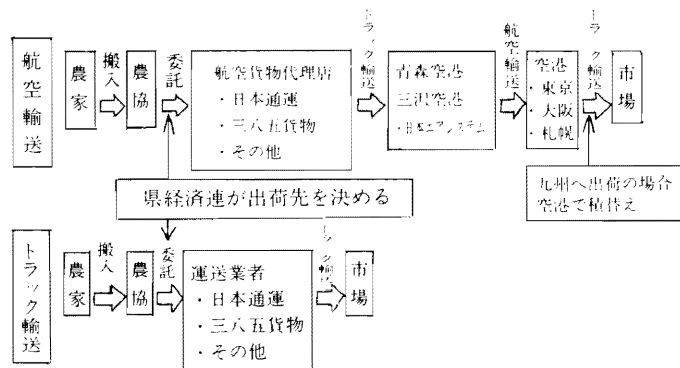 航空輸送
農家
搬入
農協
委託
航空貨物代理店
・日本通運
・三八五貨物
・その他
トラック輸送
青森空港
三沢空港
・日本エアシステム
航空輸送
空港
・東京
・大阪
・札幌
トラック輸送
市場
九州へ出荷の場合
空港で積替え
県経済連が出荷先を決める
トラック輸送
農家
搬入
農協
委託
運送業者
・日本通運
・三八五貨物
・その他
トラック輸送
市場